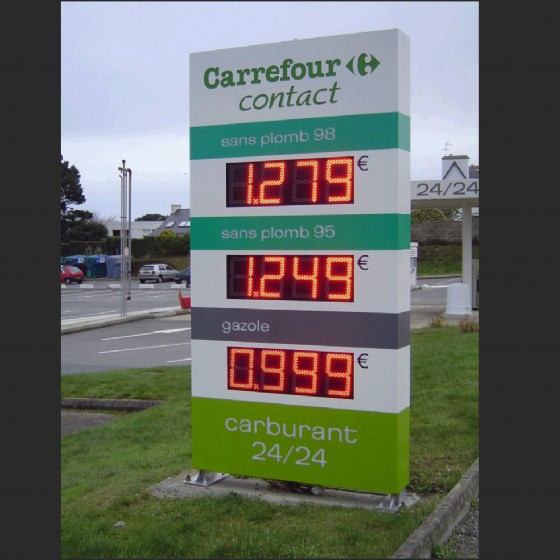 Carrefour
contact
sans plomb 98
1.279 €
sans plomb 95
1.249 €
gazole
0.999 €
carburant
24/24
24/24